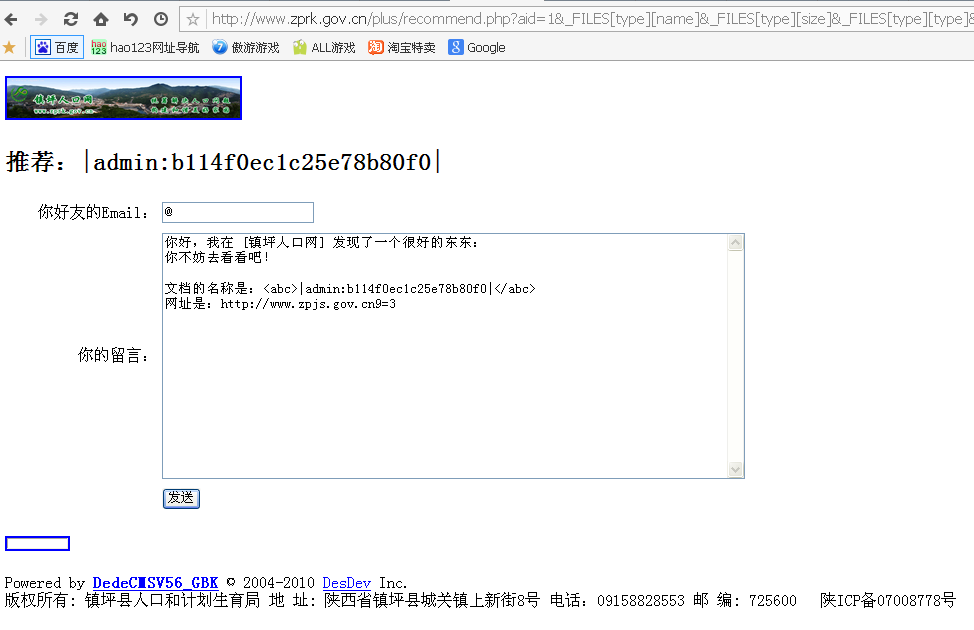 http://www.zprk.gov.cn/plus/recommend.php?aid=1&_FILES[type][name]&_FILES[type][size]&_FILES[type][type]&
百度 hao123网址导航 傲游游戏 ALL游戏 淘宝特卖 Google
镇坪人口网
推荐：|admin:b114f0ec1c25e78b80f0|
你好友的Email： @
你好，我在 [镇坪人口网] 发现了一个很好的东东：
你不妨去看看吧！
文档的名称是：<abc>|admin:b114f0ec1c25e78b80f0|</abc>
网址是：http://www.zpjs.gov.cn9=3
你的留言：
发送
Powered by DedeCMSV56_GBK © 2004-2010 DesDev Inc.
版权所有: 镇坪县人口和计划生育局 地 址: 陕西省镇坪县城关镇上新街8号 电话：09158828553 邮 编: 725600 陕ICP备07008778号